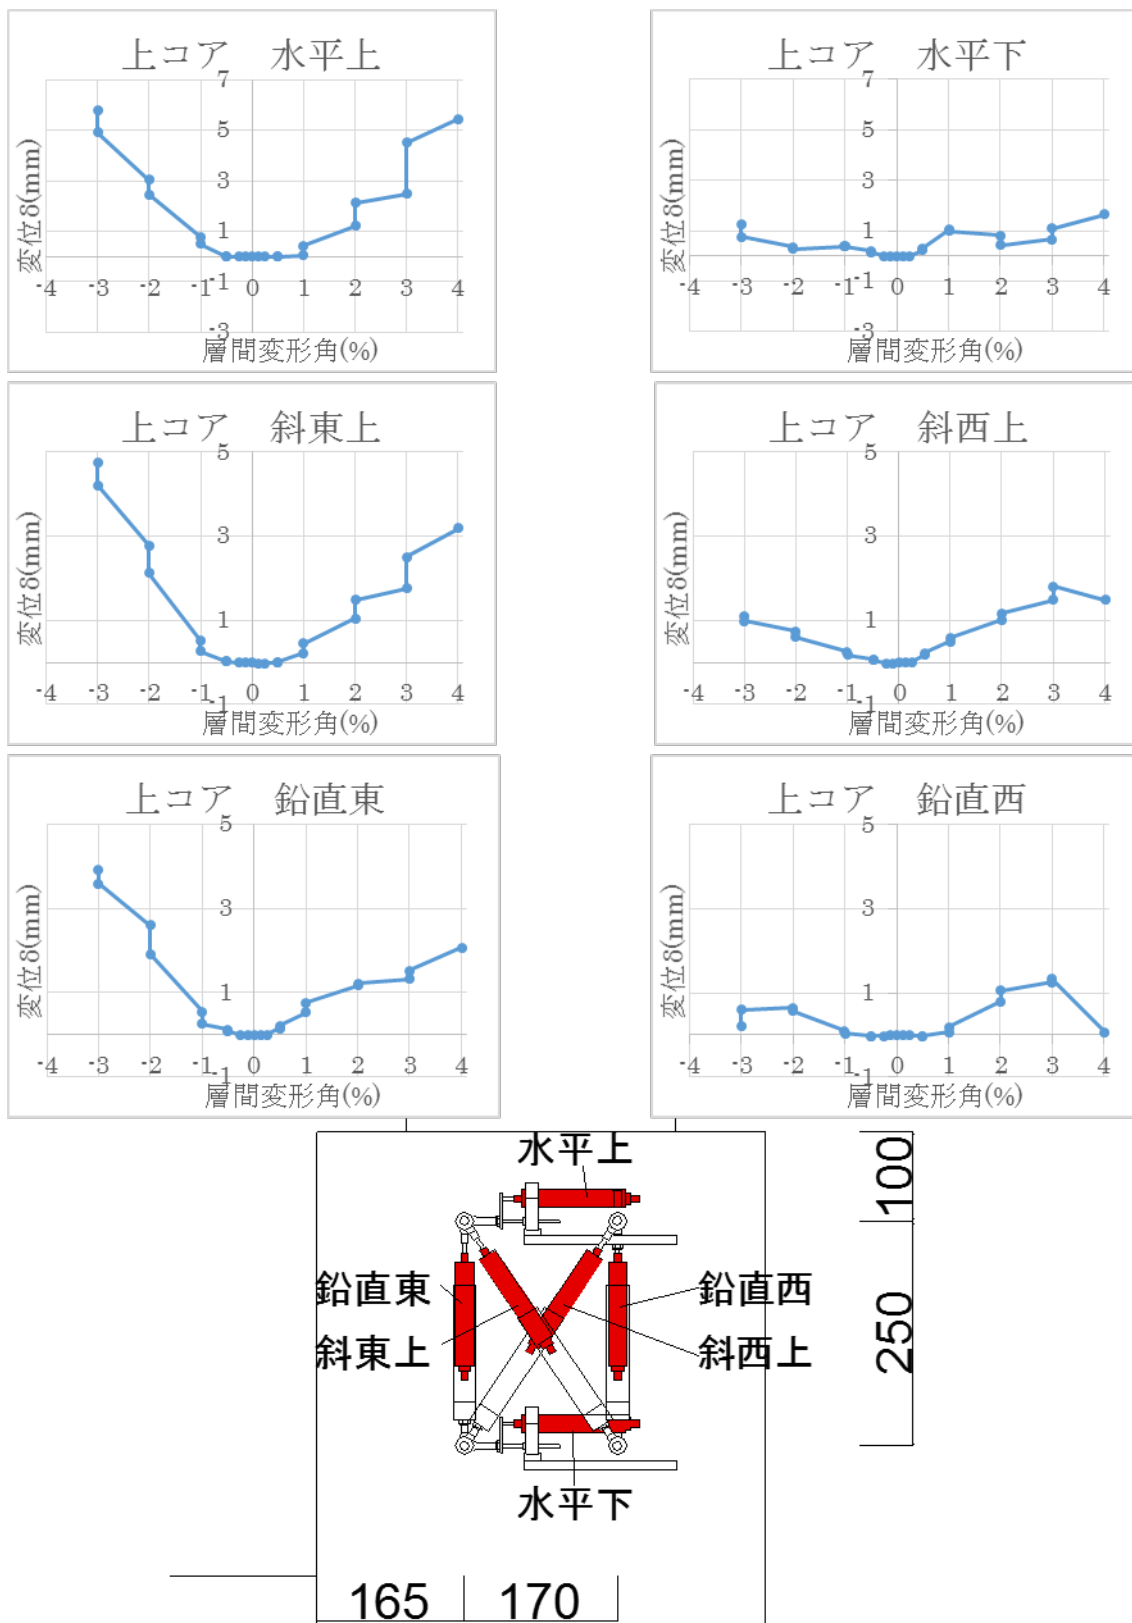 上コア 水平上
7
5
3
1
-1
-3
-4 -3 -2 -1 0 1 2 3 4
変位δ(mm)
層間変形角(%)
上コア 水平下
7
5
3
1
-1
-3
-4 -3 -2 -1 0 1 2 3 4
変位δ(mm)
層間変形角(%)
上コア 斜東上
5
3
1
-1
-4 -3 -2 -1 0 1 2 3 4
変位δ(mm)
層間変形角(%)
上コア 斜西上
5
3
1
-1
-4 -3 -2 -1 0 1 2 3 4
変位δ(mm)
層間変形角(%)
上コア 鉛直東
5
3
1
-1
-4 -3 -2 -1 0 1 2 3 4
変位δ(mm)
層間変形角(%)
上コア 鉛直西
5
3
1
-1
-4 -3 -2 -1 0 1 2 3 4
変位δ(mm)
層間変形角(%)
水平上
100
鉛直東
鉛直西
斜東上
斜西上
250
水平下
165
170